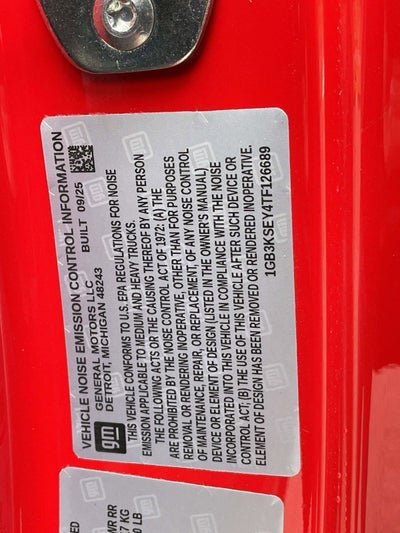 VEHICLE NOISE EMISSION CONTROL INFORMATION
GENERAL MOTORS LLC BUILT 09/25
DETROIT, MICHIGAN 48243
gm
THIS VEHICLE CONFORMS TO U.S. EPA REGULATIONS FOR NOISE
EMISSION APPLICABLE TO MEDIUM AND HEAVY TRUCKS.
THE FOLLOWING ACTS OR THE CAUSING THEREOF BY ANY PERSON
ARE PROHIBITED BY THE NOISE CONTROL ACT OF 1972: (A) THE
REMOVAL OR RENDERING INOPERATIVE, OTHER THAN FOR PURPOSES
OF MAINTENANCE, REPAIR, OR REPLACEMENT, OF ANY NOISE CONTROL
DEVICE OR ELEMENT OF DESIGN (LISTED IN THE OWNER'S MANUAL)
INCORPORATED INTO THIS VEHICLE IN COMPLIANCE WITH THE NOISE
CONTROL ACT, (B) THE USE OF THIS VEHICLE AFTER SUCH DEVICE OR
ELEMENT OF DESIGN HAS BEEN REMOVED OR RENDERED INOPERATIVE.
1GB3KSEY4TF126689
WR RR
KG
LB